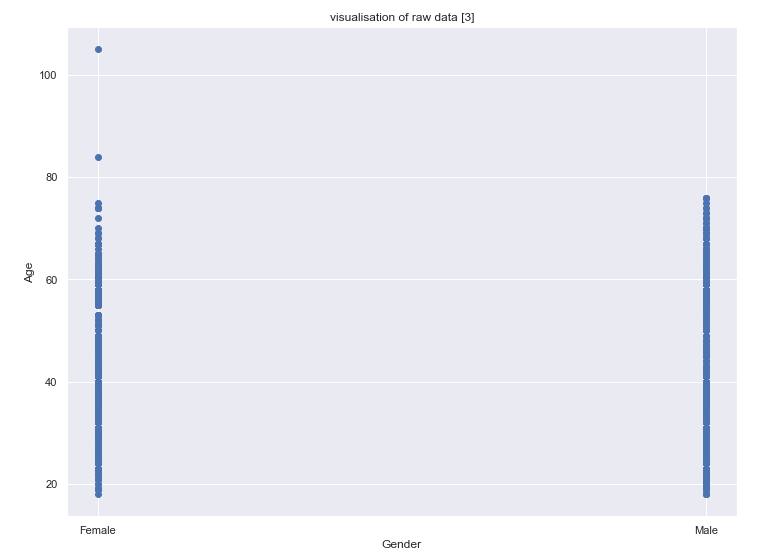 visualisation of raw data [3]
100
80
60
40
20
Age
Female
Male
Gender